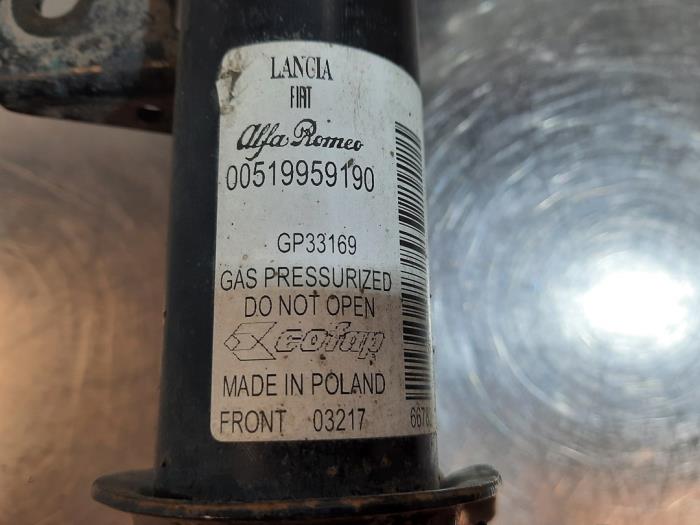 LANCIA
FIAT
Alfa Romeo
00519959190
GP33169
GAS PRESSURIZED
DO NOT OPEN
cofap
MADE IN POLAND
FRONT 03217